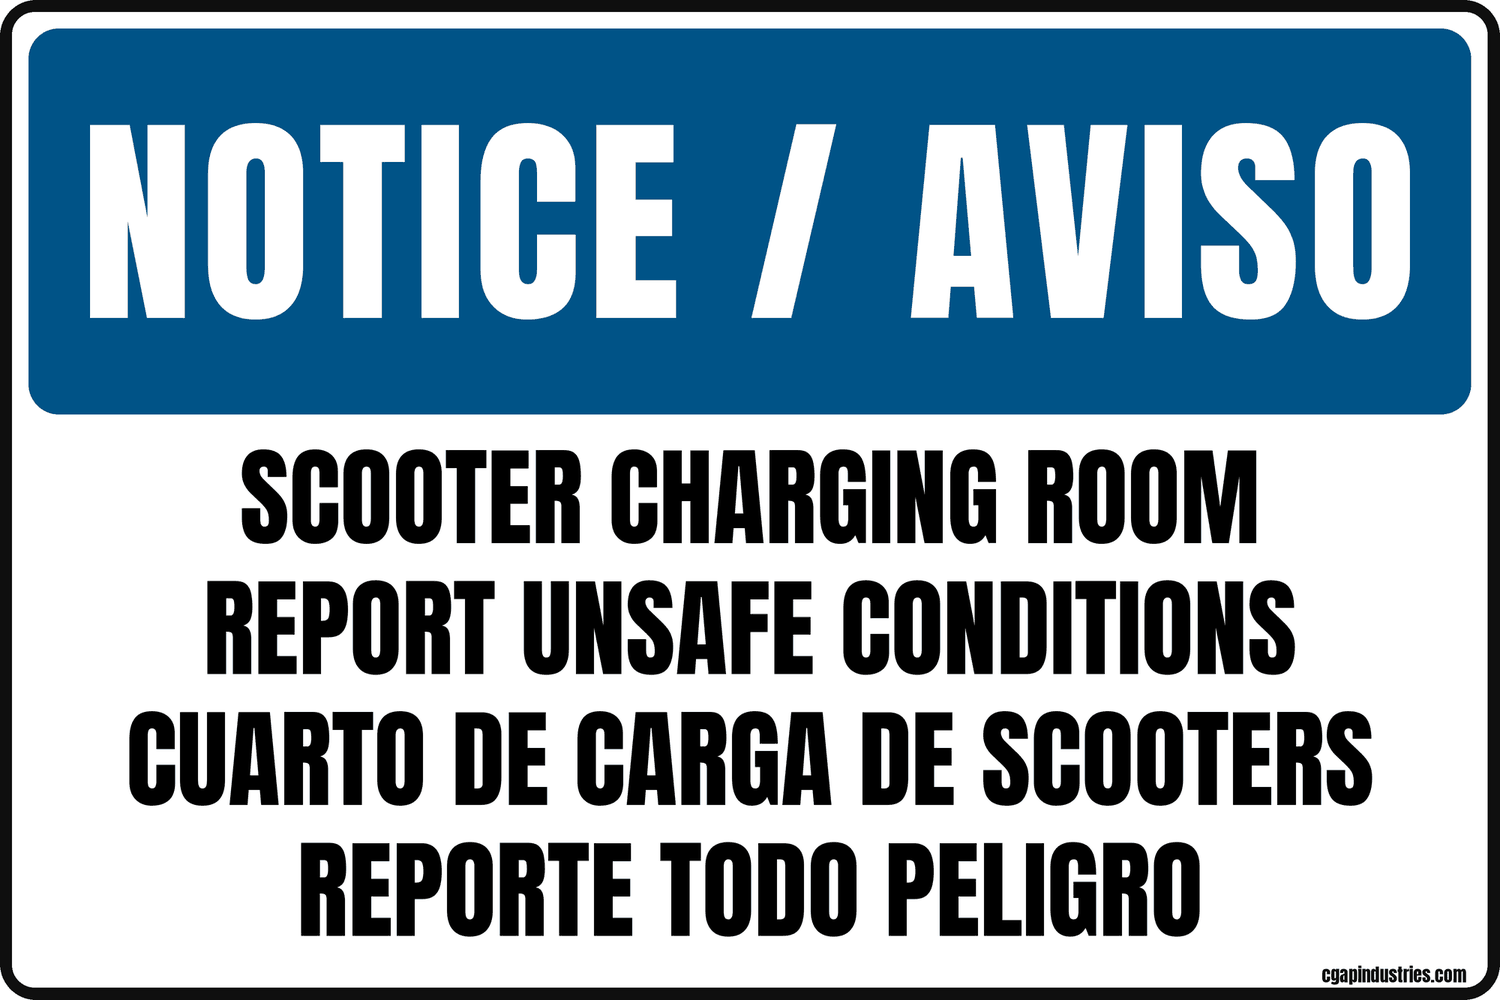 NOTICE / AVISO
SCOOTER CHARGING ROOM
REPORT UNSAFE CONDITIONS
CUARTO DE CARGA DE SCOOTERS
REPORTE TODO PELIGRO
cgapindustries.com